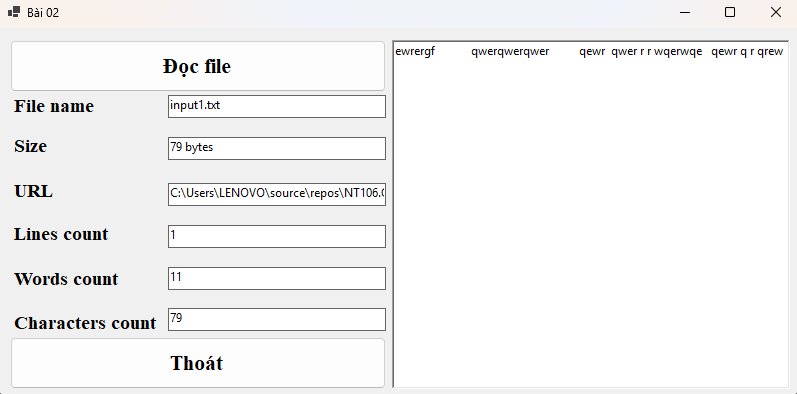 Bài 02
Đọc file
File name input1.txt
Size 79 bytes
URL C:\Users\LENOVO\source\repos\NT106.
Lines count 1
Words count 11
Characters count 79
Thoát
ewrergf qwerqwerqwer qewr qwer r r wqerwqe qewr q r qrew